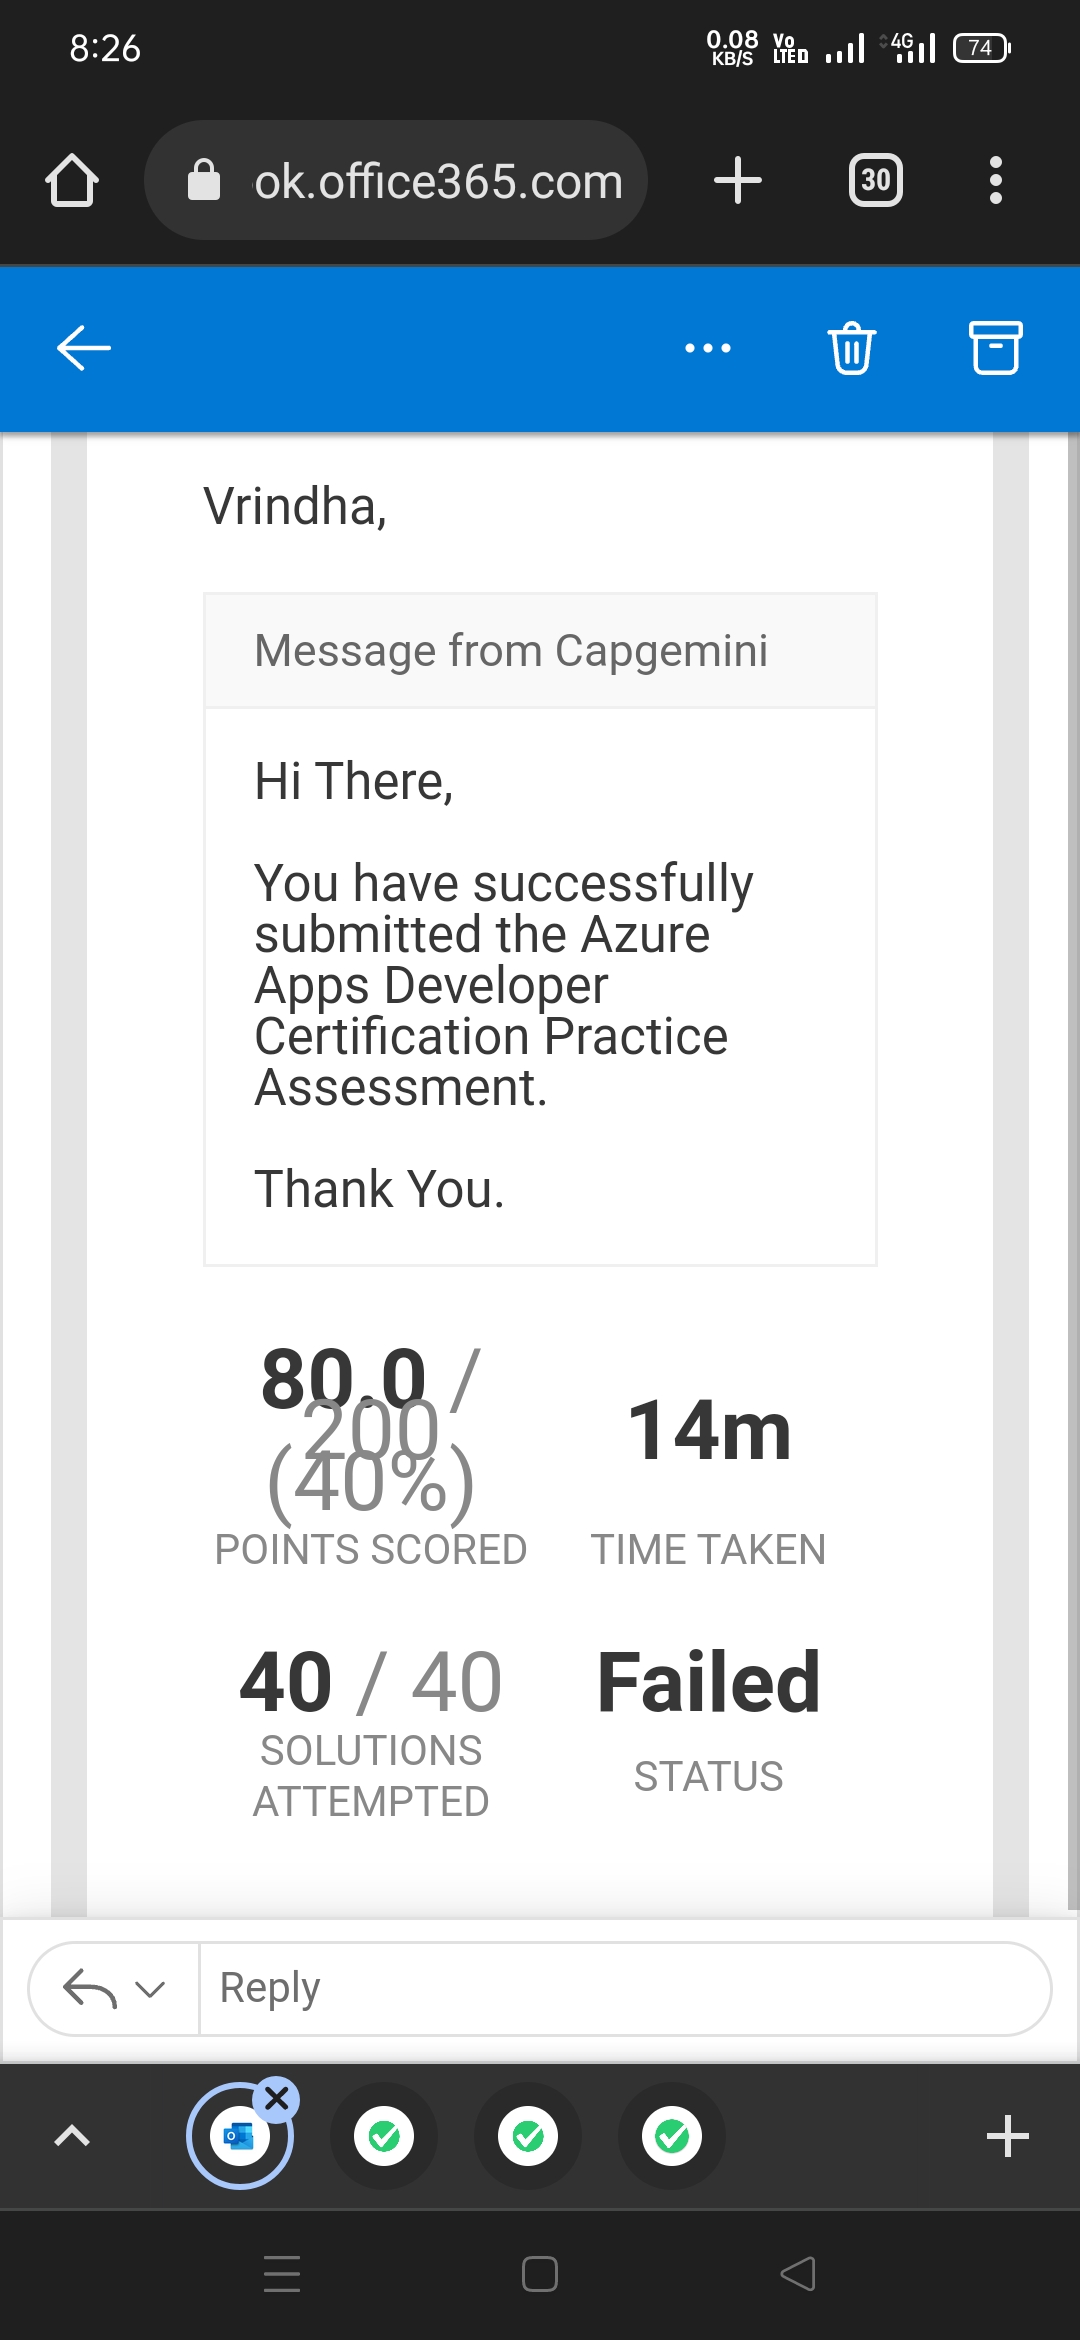 8:26
0.08 KB/S
Vo LTE
4G
74
ok.office365.com
30
Vrindha,
Message from Capgemini
Hi There,
You have successfully
submitted the Azure
Apps Developer
Certification Practice
Assessment.
Thank You.
80.0 /
200
(40%)
POINTS SCORED
14m
TIME TAKEN
40 / 40
SOLUTIONS
ATTEMPTED
Failed
STATUS
Reply